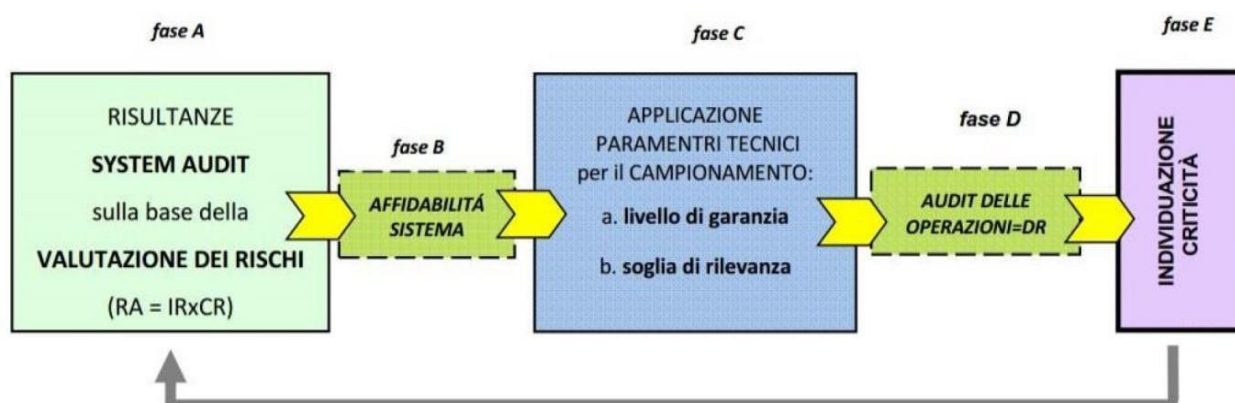 fase A
RISULTANZE
SYSTEM AUDIT
sulla base della
VALUTAZIONE DEI RISCHI
(RA = IRxCR)
fase B
AFFIDABILITÁ
SISTEMA
fase C
APPLICAZIONE
PARAMENTRI TECNICI
per il CAMPIONAMENTO:
a. livello di garanzia
b. soglia di rilevanza
fase D
AUDIT DELLE
OPERAZIONI=DR
fase E
INDIVIDUAZIONE
CRITICITÀ